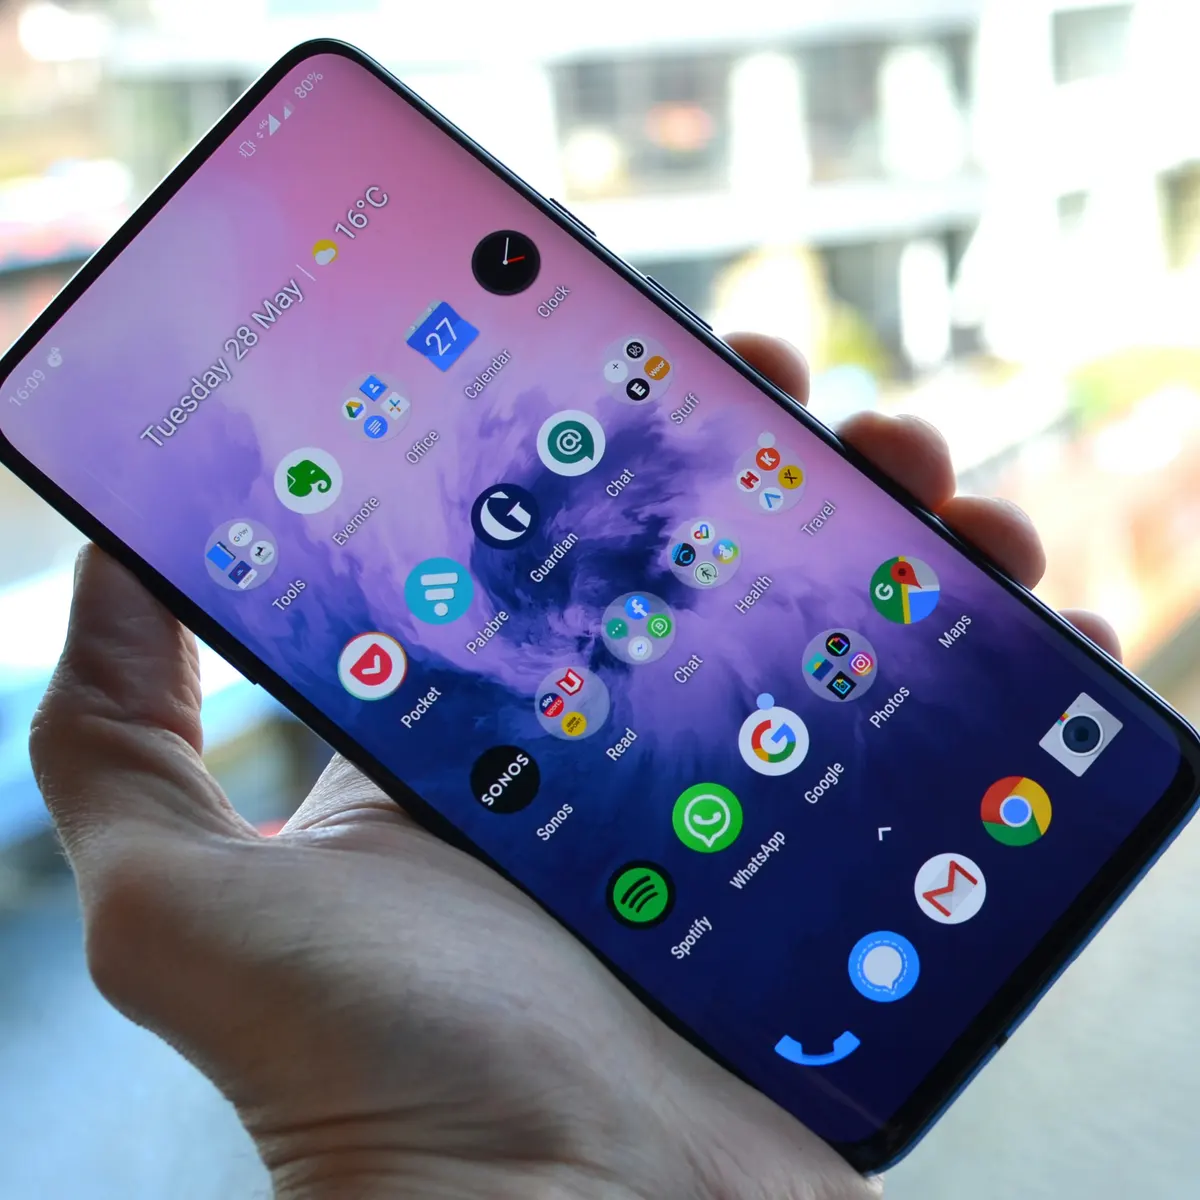 16:09
80%
Tuesday 28 May | 16°C
Tools
Evernote
Office
27
Calendar
Clock
Pocket
Palabre
G
Guardian
@
Chat
Stuff
SONOS
Sonos
Read
Chat
Health
Travel
Spotify
WhatsApp
Google
Photos
Maps